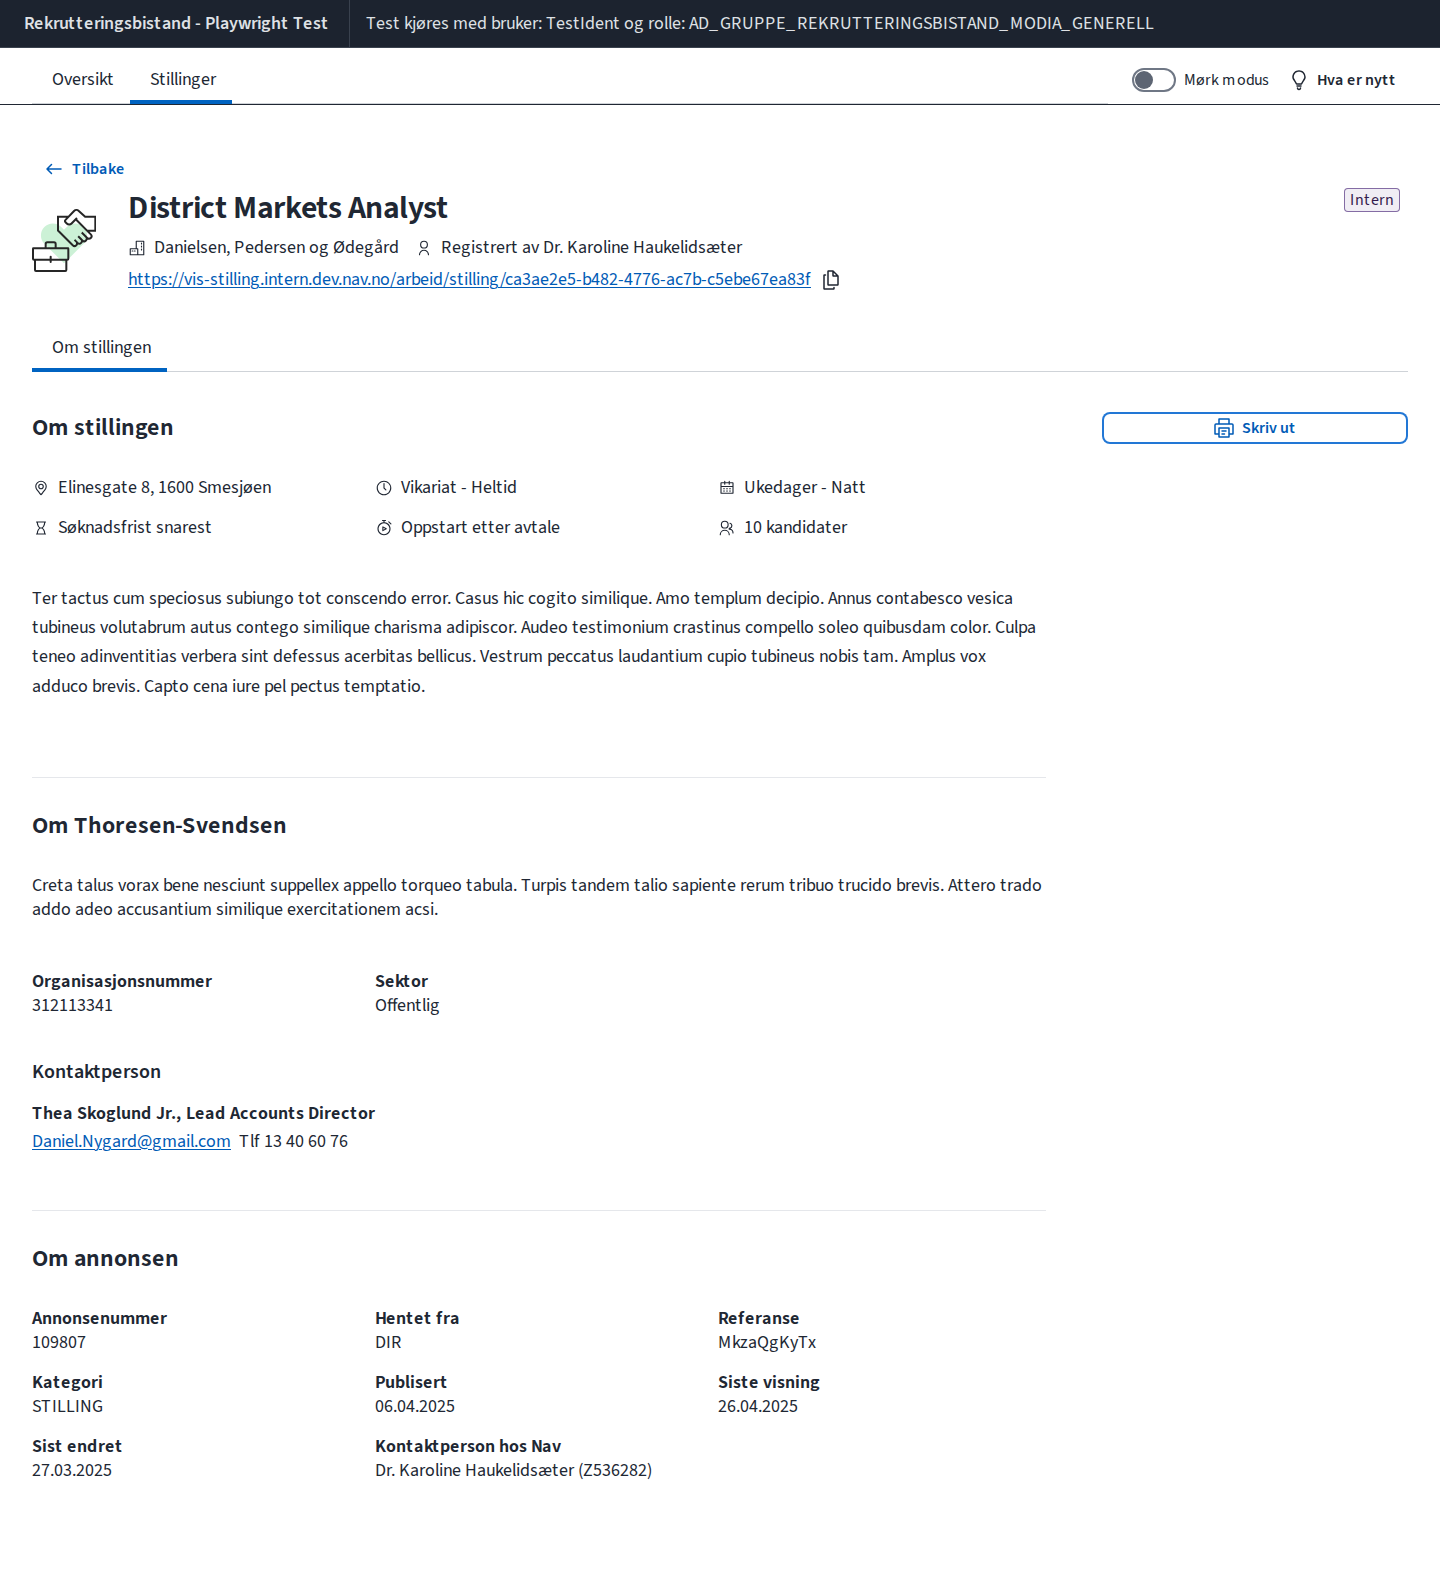 Rekrutteringsbistand - Playwright Test
Test kjøres med bruker: TestIdent og rolle: AD_GRUPPE_REKRUTTERINGSBISTAND_MODIA_GENERELL
Oversikt
Stillinger
Mørk modus
Hva er nytt
Tilbake
District Markets Analyst
Intern
Danielsen, Pedersen og Ødegård
Registrert av Dr. Karoline Haukelidsæter
https://vis-stilling.intern.dev.nav.no/arbeid/stilling/ca3ae2e5-b482-4776-ac7b-c5ebe67ea83f
Om stillingen
Om stillingen
Skriv ut
Elinesgate 8, 1600 Smesjøen
Vikariat - Heltid
Ukedager - Natt
Søknadsfrist snarest
Oppstart etter avtale
10 kandidater
Ter tactus cum speciosus subiungo tot conscendo error. Casus hic cogito similique. Amo templum decipio. Annus contabesco vesica
tubineus volutabrum autus contego similique charisma adipiscor. Audeo testimonium crastinus compello soleo quibusdam color. Culpa
teneo adinventitias verbera sint defessus acerbitas bellicus. Vestrum peccatus laudantium cupio tubineus nobis tam. Amplus vox
adduco brevis. Capto cena iure pel pectus temptatio.
Om Thoresen-Svendsen
Creta talus vorax bene nesciunt suppellex appello torqueo tabula. Turpis tandem talio sapiente rerum tribuo trucido brevis. Attero trado
addo adeo accusantium similique exercitationem acsi.
Organisasjonsnummer
312113341
Sektor
Offentlig
Kontaktperson
Thea Skoglund Jr., Lead Accounts Director
Daniel.Nygard@gmail.com Tlf 13 40 60 76
Om annonsen
Annonsenummer
109807
Hentet fra
DIR
Referanse
MkzaQgKyTx
Kategori
STILLING
Publisert
06.04.2025
Siste visning
26.04.2025
Sist endret
27.03.2025
Kontaktperson hos Nav
Dr. Karoline Haukelidsæter (Z536282)